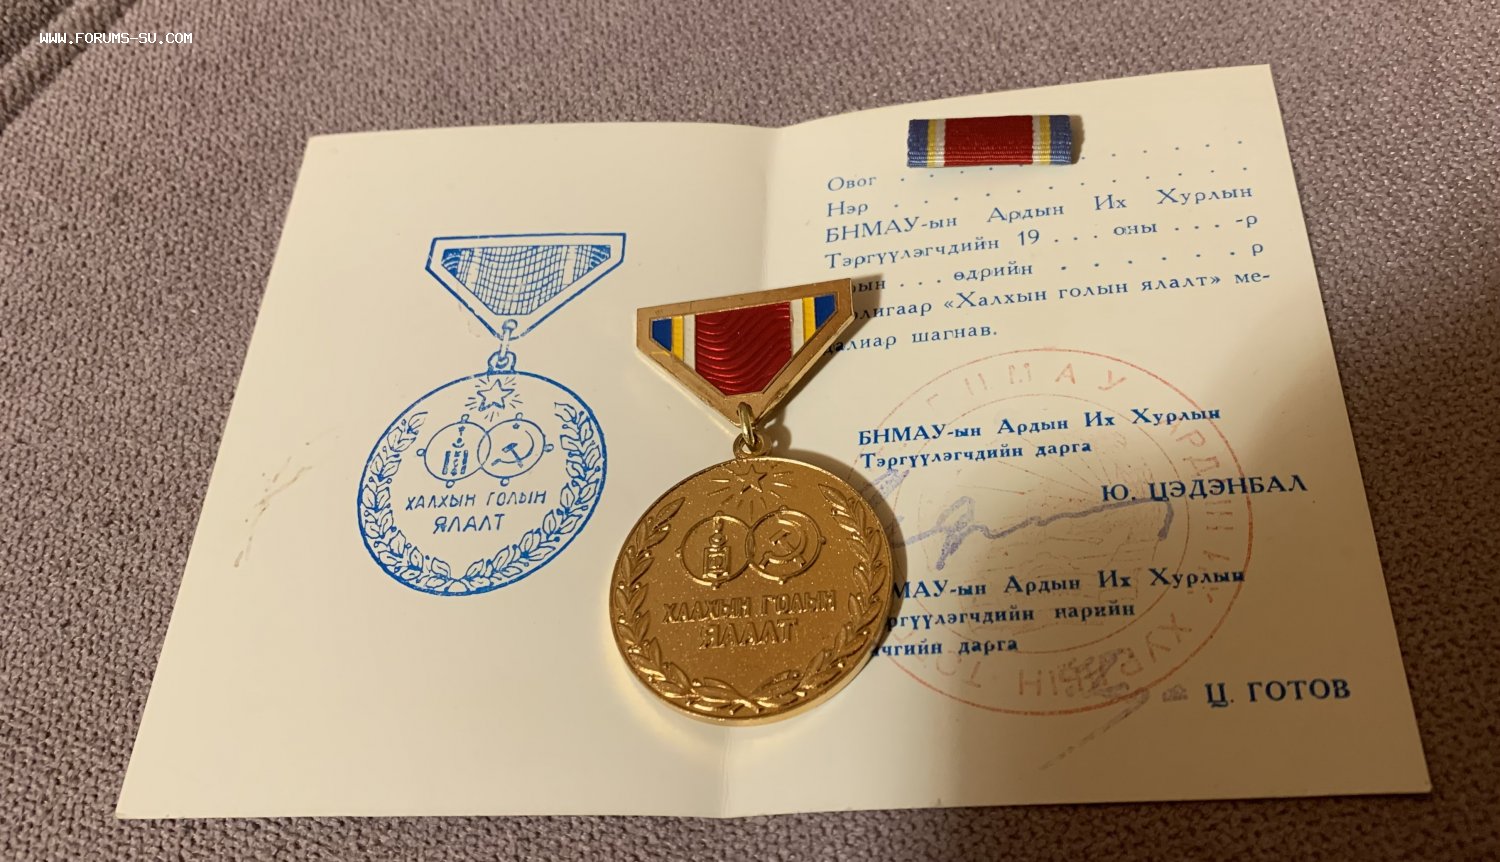 WWW.FORUMS-SU.COM
ХАЛХЫН ГОЛЫН
ЯЛАЛТ
ХАЛХЫН ГОЛЫН
ЯЛАЛТ
Овог . . . . . . . . . . . .
Нэр . . . . . . . . . . . .
БНМАУ-ын Ардын Их Хурлын
Тэргүүлэгчдийн 19 . . . оны . . . -р
. . . өдрийн . . . . . . р
«Халхын голын ялалт» ме-
шагнав.
БНМАУ-ын Ардын Их Хурлын
Тэргүүлэгчдийн дарга
Ю. ЦЭДЭНБАЛ
Ардын Их Хурлын
нарийн
дарга
Ц. ГОТОВ